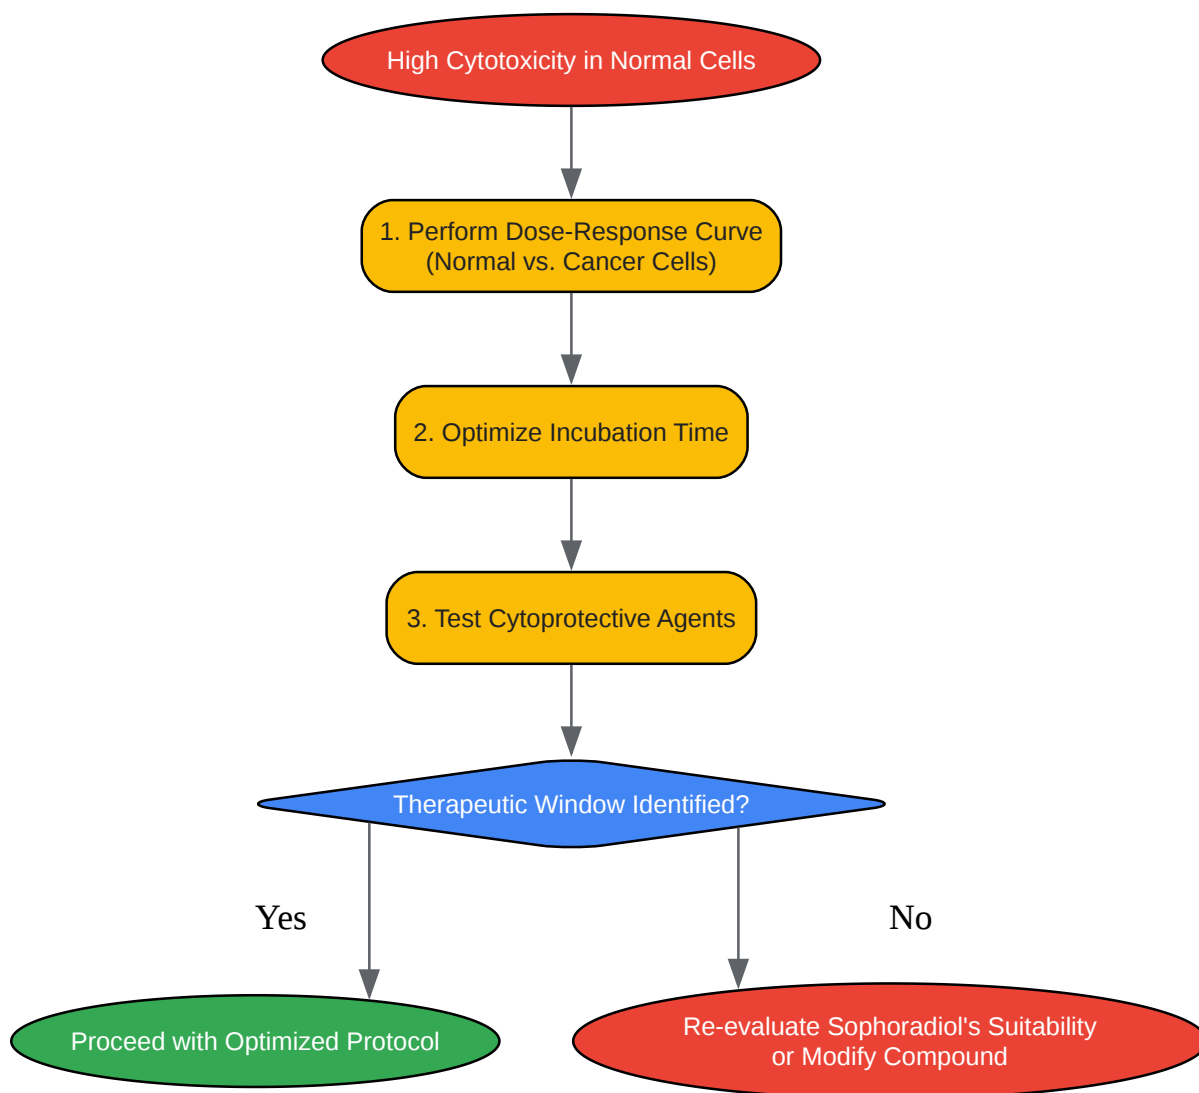 High Cytotoxicity in Normal Cells
1. Perform Dose-Response Curve
(Normal vs. Cancer Cells)
2. Optimize Incubation Time
3. Test Cytoprotective Agents
Therapeutic Window Identified?
Yes
No
Proceed with Optimized Protocol
Re-evaluate Sophoradiol's Suitability
or Modify Compound